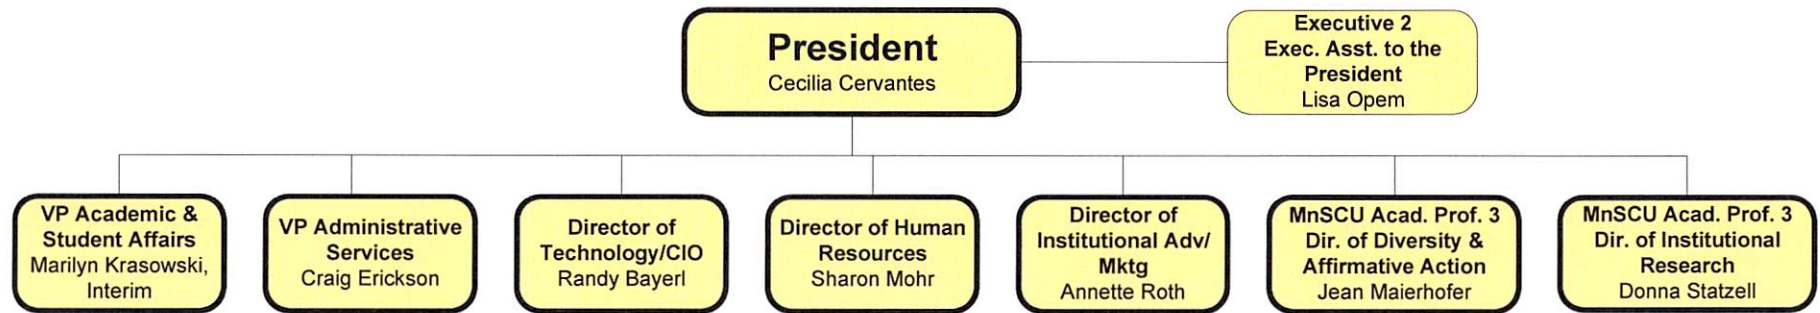 President
Cecilia Cervantes
Executive 2
Exec. Asst. to the
President
Lisa Opem
VP Academic &
Student Affairs
Marilyn Krasowski,
Interim
VP Administrative
Services
Craig Erickson
Director of
Technology/CIO
Randy Bayerl
Director of Human
Resources
Sharon Mohr
Director of
Institutional Adv/
Mktg
Annette Roth
MnSCU Acad. Prof. 3
Dir. of Diversity &
Affirmative Action
Jean Maierhofer
MnSCU Acad. Prof. 3
Dir. of Institutional
Research
Donna Statzell